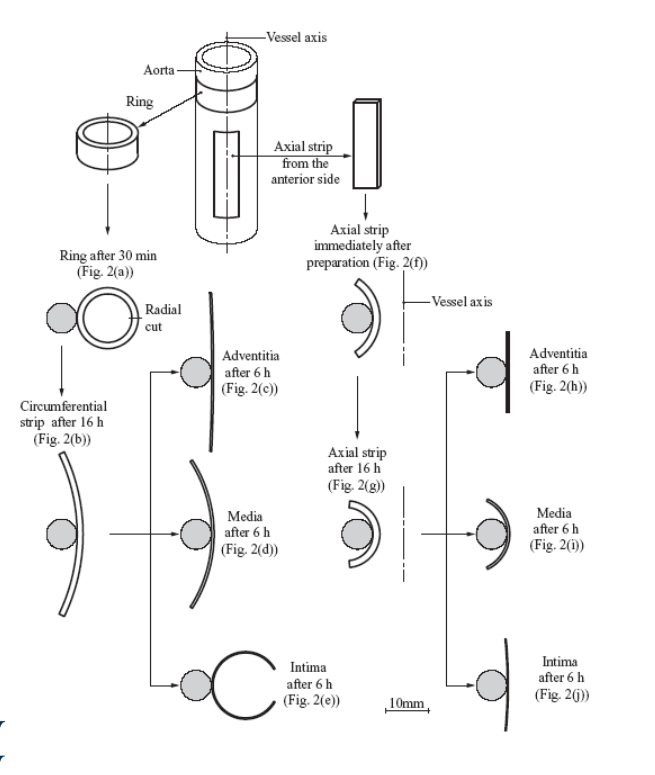 Vessel axis
Aorta
Ring
Axial strip
from the
anterior side
Ring after 30 min
(Fig. 2(a))
Axial strip
immediately after
preparation (Fig. 2(f))
Radial
cut
Vessel axis
Adventitia
after 6 h
(Fig. 2(c))
Adventitia
after 6 h
(Fig. 2(h))
Circumferential
strip after 16 h
(Fig. 2(b))
Axial strip
after 16 h
(Fig. 2(g))
Media
after 6 h
(Fig. 2(d))
Media
after 6 h
(Fig. 2(i))
Intima
after 6 h
(Fig. 2(e))
10mm
Intima
after 6 h
(Fig. 2(j))